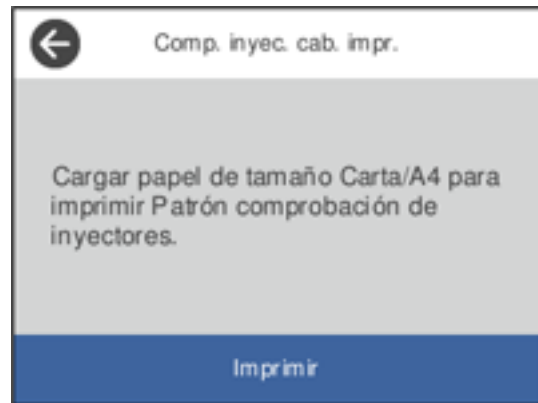 Comp. inyec. cab. impr.
Cargar papel de tamaño Carta/A4 para
imprimir Patrón comprobación de
inyectores.
Imprimir